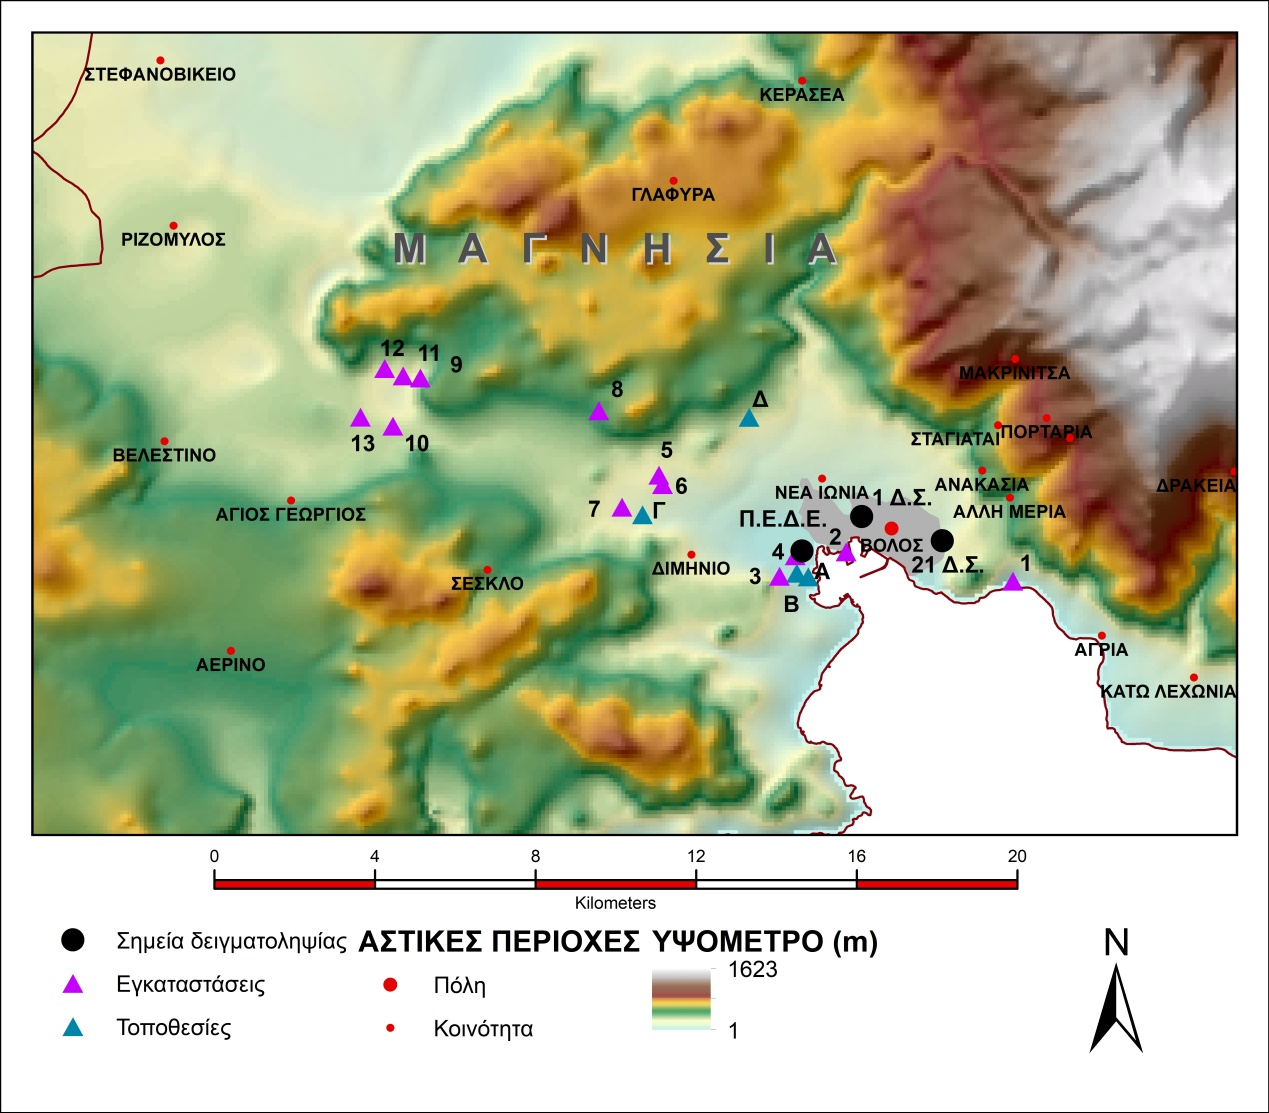 ΣΤΕΦΑΝΟΒΙΚΕΙΟ
ΚΕΡΑΣΕΑ
ΓΛΑΦΥΡΑ
ΡΙΖΟΜΥΛΟΣ
ΜΑΓΝΗΣΙΑ
12
11
9
ΜΑΚΡΙΝΙΤΣΑ
8
Δ
13
10
ΣΤΑΓΙΑΤΑΙ
ΠΟΡΤΑΡΙΑ
ΒΕΛΕΣΤΙΝΟ
5
6
ΑΝΑΚΑΣΙΑ
ΔΡΑΚΕΙΑ
ΝΕΑ ΙΩΝΙΑ
1 Δ.Σ.
7
Γ
ΑΓΙΟΣ ΓΕΩΡΓΙΟΣ
ΑΛΛΗ ΜΕΡΙΑ
Π.Ε.Δ.Ε.
2
ΒΟΛΟΣ
4
21 Δ.Σ.
1
ΔΙΜΗΝΙΟ
3
Α
ΣΕΣΚΛΟ
Β
ΑΓΡΙΑ
ΑΕΡΙΝΟ
ΚΑΤΩ ΛΕΧΩΝΙΑ
0 4 8 12 16 20
Kilometers
Σημεία δειγματοληψίας
Εγκαταστάσεις
Τοποθεσίες
ΑΣΤΙΚΕΣ ΠΕΡΙΟΧΕΣ
Πόλη
Κοινότητα
ΥΨΟΜΕΤΡΟ (m)
1623
1
N